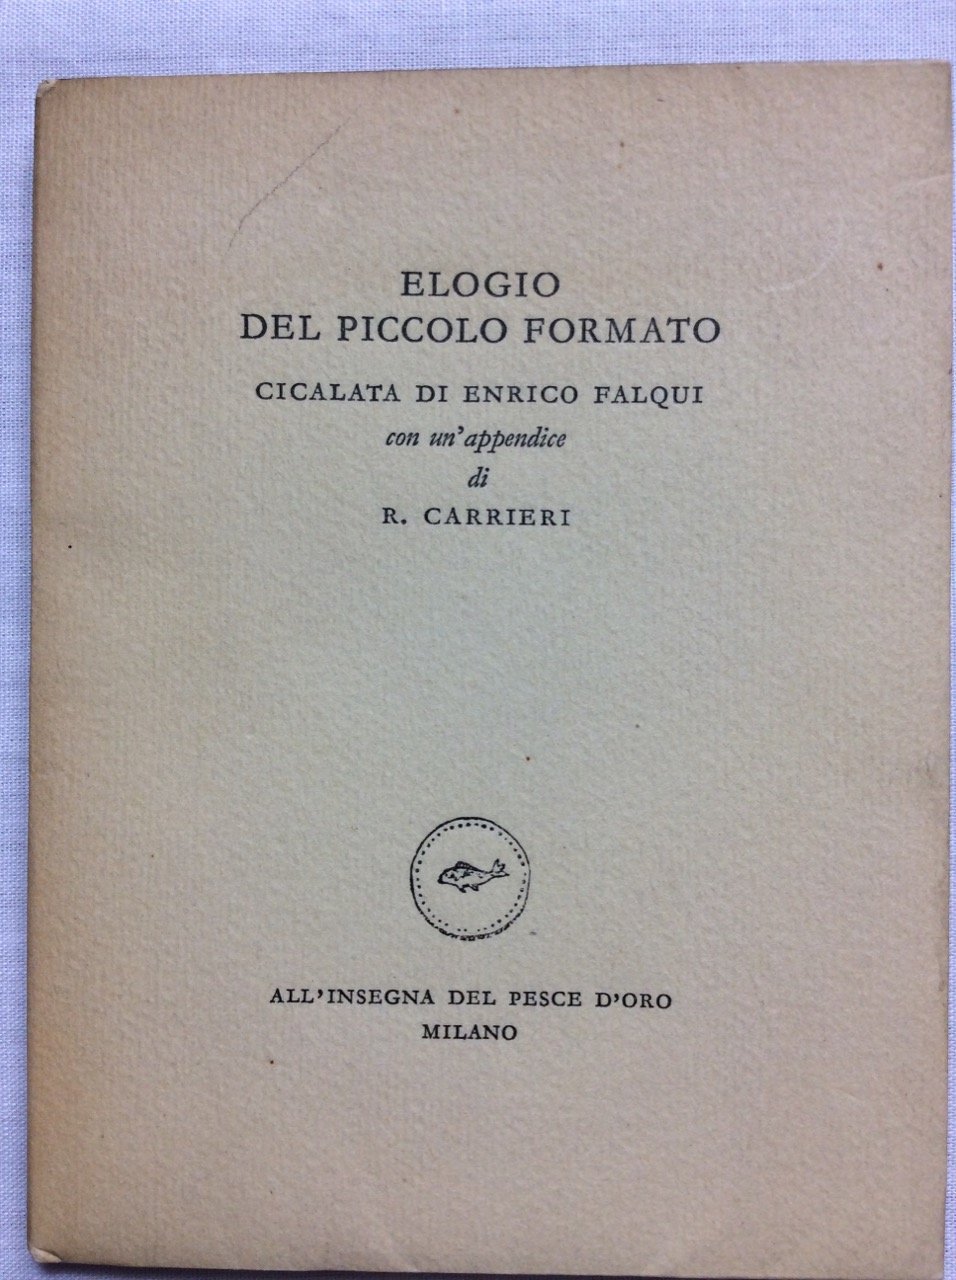 ELOGIO
DEL PICCOLO FORMATO
CICALATA DI ENRICO FALQUI
con un'appendice
di
R. CARRIERI
ALL'INSEGNA DEL PESCE D'ORO
MILANO